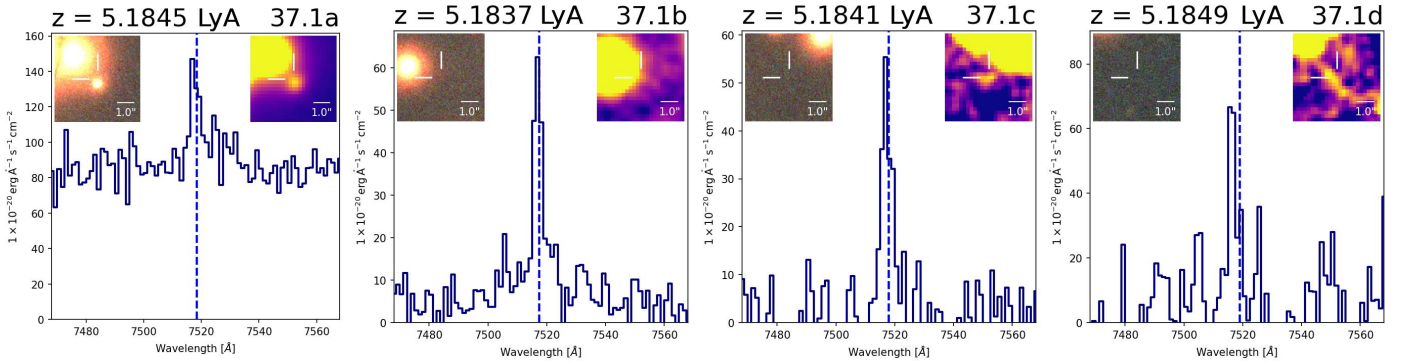 z = 5.1845 LyA 37.1a
1.0"
1.0"
160
140
120
100
80
60
40
20
0
1 × 10⁻²⁰ erg Å⁻¹ s⁻¹ cm⁻²
7480 7500 7520 7540 7560
Wavelength [Å]
z = 5.1837 LyA 37.1b
1.0"
1.0"
60
50
40
30
20
10
0
1 × 10⁻²⁰ erg Å⁻¹ s⁻¹ cm⁻²
7480 7500 7520 7540 7560
Wavelength [Å]
z = 5.1841 LyA 37.1c
1.0"
1.0"
60
50
40
30
20
10
0
1 × 10⁻²⁰ erg Å⁻¹ s⁻¹ cm⁻²
7480 7500 7520 7540 7560
Wavelength [Å]
z = 5.1849 LyA 37.1d
1.0"
1.0"
80
60
40
20
0
1 × 10⁻²⁰ erg Å⁻¹ s⁻¹ cm⁻²
7480 7500 7520 7540 7560
Wavelength [Å]